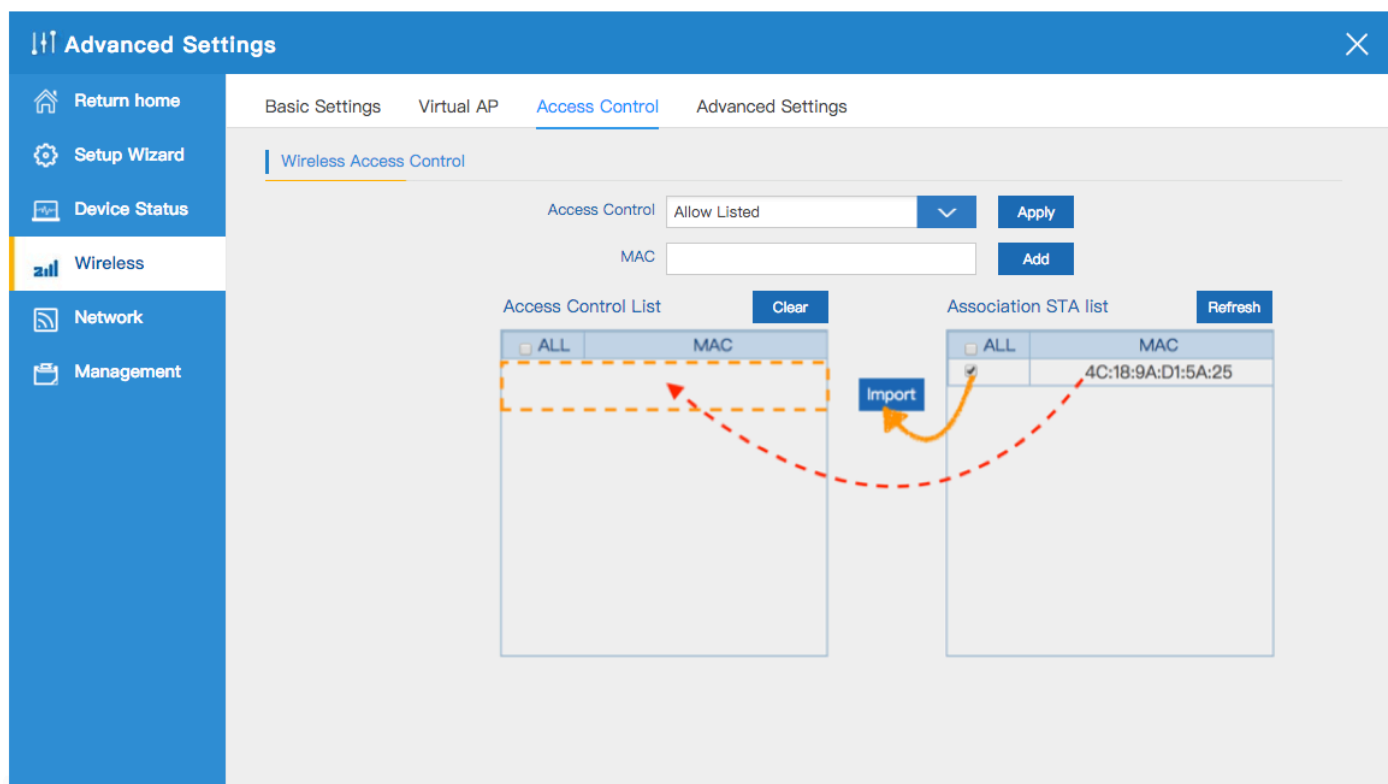 Advanced Settings
Return home
Setup Wizard
Device Status
Wireless
Network
Management
Basic Settings Virtual AP Access Control Advanced Settings
Wireless Access Control
Access Control Allow Listed Apply
MAC Add
Access Control List Clear
ALL MAC
Import
Association STA list Refresh
ALL MAC
4C:18:9A:D1:5A:25